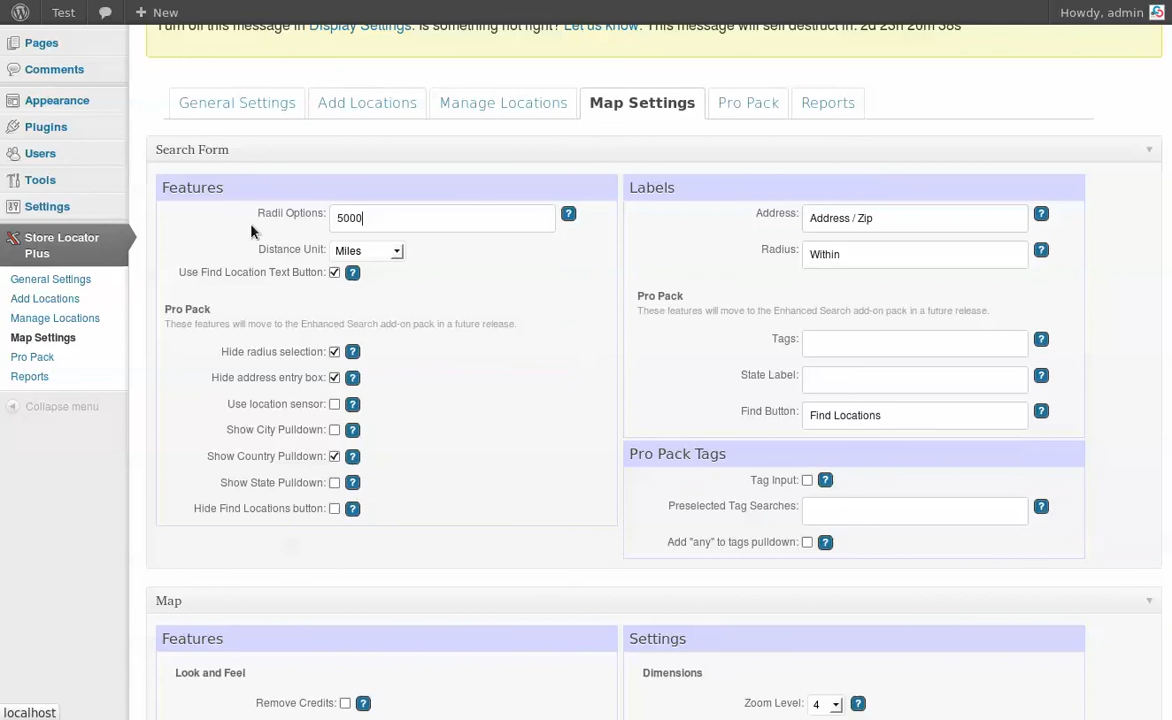 Test
New
Howdy, admin
Turn off this message in Display Settings. Is something not right? Let us know. This message will self destruct in: 2d 23h 20m 38s
Pages
Comments
Appearance
Plugins
Users
Tools
Settings
Store Locator
Plus
General Settings
Add Locations
Manage Locations
Map Settings
Pro Pack
Reports
Collapse menu
General Settings
Add Locations
Manage Locations
Map Settings
Pro Pack
Reports
Search Form
Features
Radii Options: 5000 ?
Distance Unit: Miles
Use Find Location Text Button: ?
Pro Pack
These features will move to the Enhanced Search add-on pack in a future release.
Hide radius selection: ?
Hide address entry box: ?
Use location sensor: ?
Show City Pulldown: ?
Show Country Pulldown: ?
Show State Pulldown: ?
Hide Find Locations button: ?
Labels
Address: Address / Zip ?
Radius: Within ?
Pro Pack
These features will move to the Enhanced Search add-on pack in a future release.
Tags: ?
State Label: ?
Find Button: Find Locations ?
Pro Pack Tags
Tag Input: ?
Preselected Tag Searches: ?
Add "any" to tags pulldown: ?
Map
Features
Look and Feel
Remove Credits: ?
Settings
Dimensions
Zoom Level: 4 ?
localhost